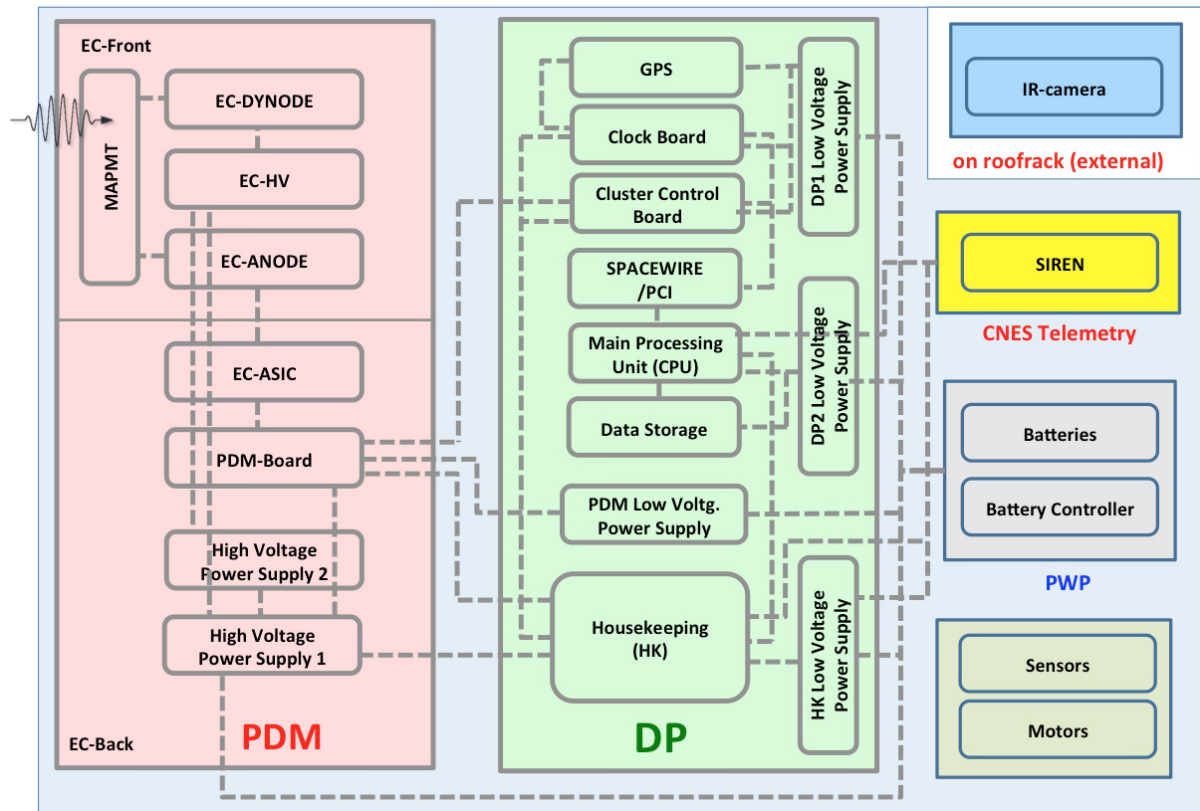 EC-Front
MAPMT
EC-DYNODE
EC-HV
EC-ANODE
EC-ASIC
PDM-Board
High Voltage
Power Supply 2
High Voltage
Power Supply 1
EC-Back
PDM
GPS
Clock Board
Cluster Control
Board
SPACEWIRE
/PCI
Main Processing
Unit (CPU)
Data Storage
PDM Low Voltg.
Power Supply
Housekeeping
(HK)
DP
DP1 Low Voltage
Power Supply
DP2 Low Voltage
Power Supply
HK Low Voltage
Power Supply
IR-camera
on roofrack (external)
SIREN
CNES Telemetry
Batteries
Battery Controller
PWP
Sensors
Motors